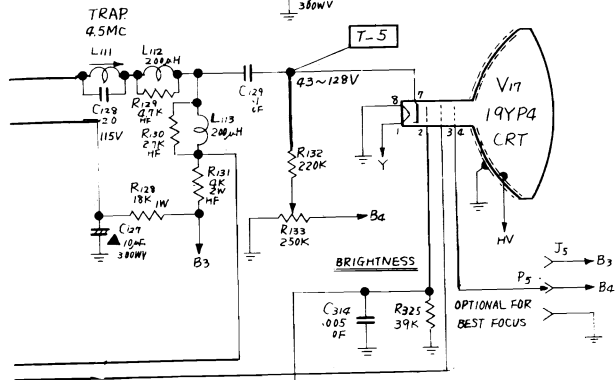 300WV
TRAP
4.5MC
L111
L112
200µH
T-5
C128
20
115V
R129
4.7K
HF
C129
.1
µF
43~128V
R130
2.7K
HF
L113
200µH
R131
4K
2W
HF
R132
220K
R128
18K 1W
C127
10µF
300WV
B3
R133
250K
B4
BRIGHTNESS
8
7
1
2
3
4
Y
V17
19YP4
CRT
HV
J5
B3
P5
B4
OPTIONAL FOR
BEST FOCUS
C314
.005
R325
39K